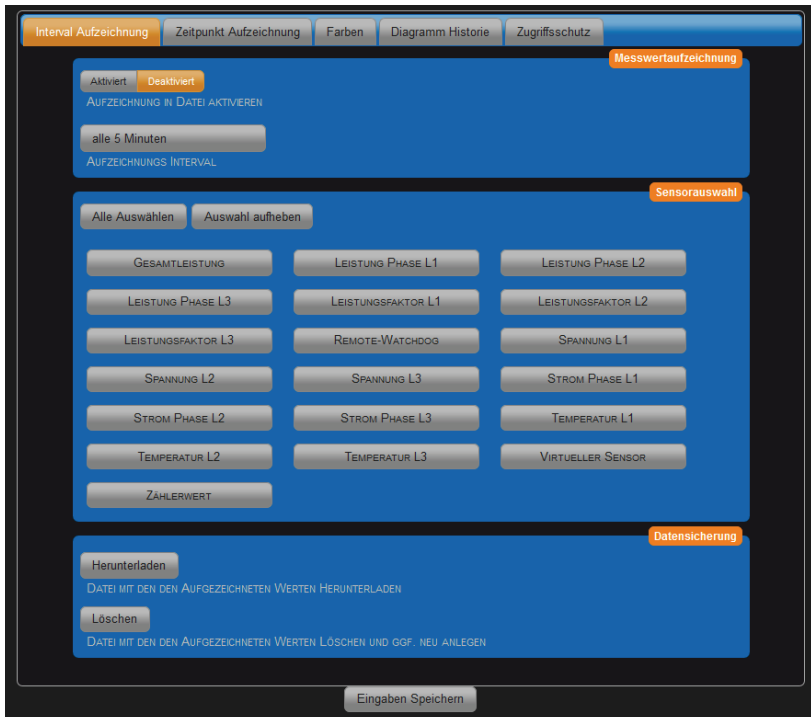 Interval Aufzeichnung Zeitpunkt Aufzeichnung Farben Diagramm Historie Zugriffsschutz
Messwertaufzeichnung
Aktiviert Deaktiviert
Aufzeichnung in Datei aktivieren
alle 5 Minuten
Aufzeichnungs Interval
Sensorauswahl
Alle Auswählen Auswahl aufheben
Gesamtleistung Leistung Phase L1 Leistung Phase L2
Leistung Phase L3 Leistungsfaktor L1 Leistungsfaktor L2
Leistungsfaktor L3 Remote-Watchdog Spannung L1
Spannung L2 Spannung L3 Strom Phase L1
Strom Phase L2 Strom Phase L3 Temperatur L1
Temperatur L2 Temperatur L3 Virtueller Sensor
Zählerwert
Datensicherung
Herunterladen
Datei mit den den Aufgezeichneten Werten Herunterladen
Löschen
Datei mit den den Aufgezeichneten Werten Löschen und ggf. neu anlegen
Eingaben Speichern